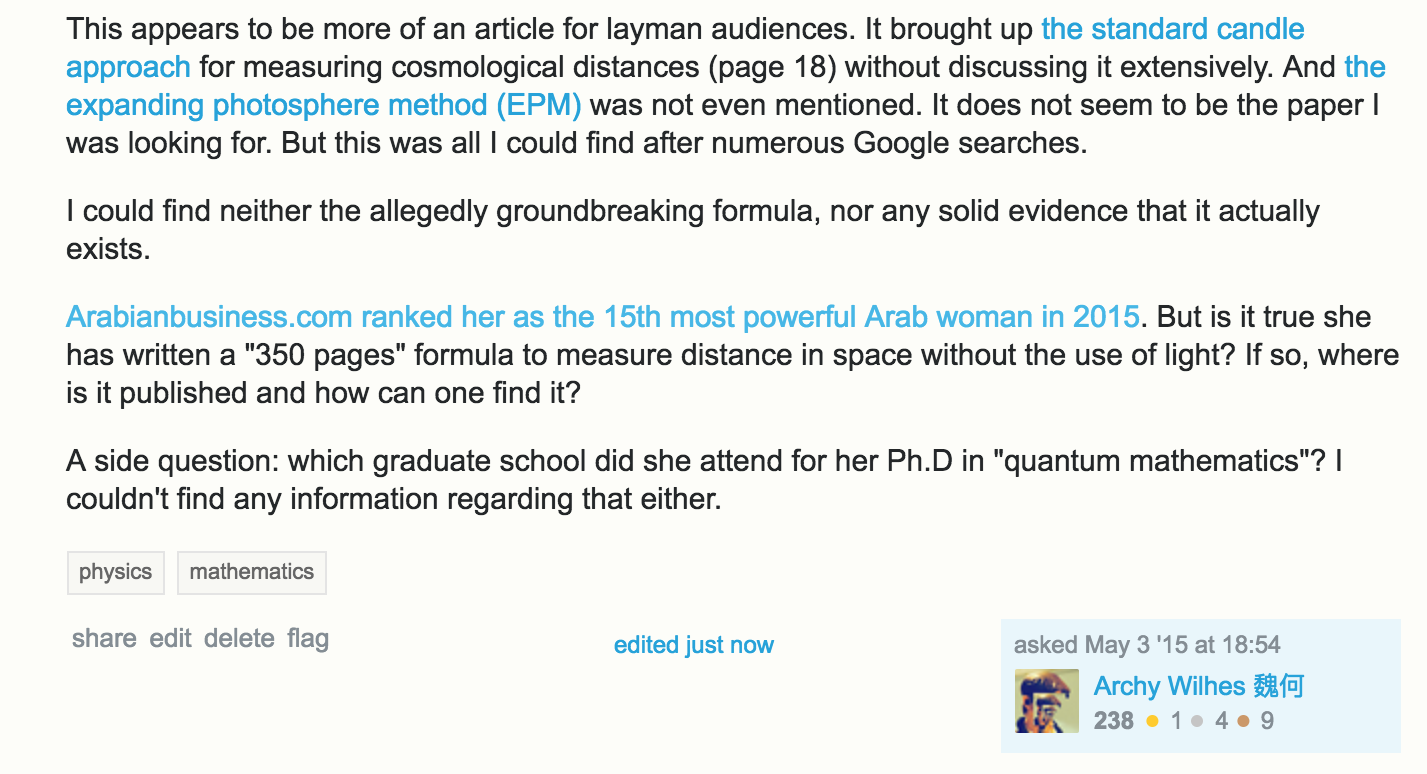 This appears to be more of an article for layman audiences. It brought up the standard candle
approach for measuring cosmological distances (page 18) without discussing it extensively. And the
expanding photosphere method (EPM) was not even mentioned. It does not seem to be the paper I
was looking for. But this was all I could find after numerous Google searches.
I could find neither the allegedly groundbreaking formula, nor any solid evidence that it actually
exists.
Arabianbusiness.com ranked her as the 15th most powerful Arab woman in 2015. But is it true she
has written a "350 pages" formula to measure distance in space without the use of light? If so, where
is it published and how can one find it?
A side question: which graduate school did she attend for her Ph.D in "quantum mathematics"? I
couldn't find any information regarding that either.
physics mathematics
share edit delete flag
edited just now
asked May 3 '15 at 18:54
Archy Wilhes 魏何
238 1 4 9